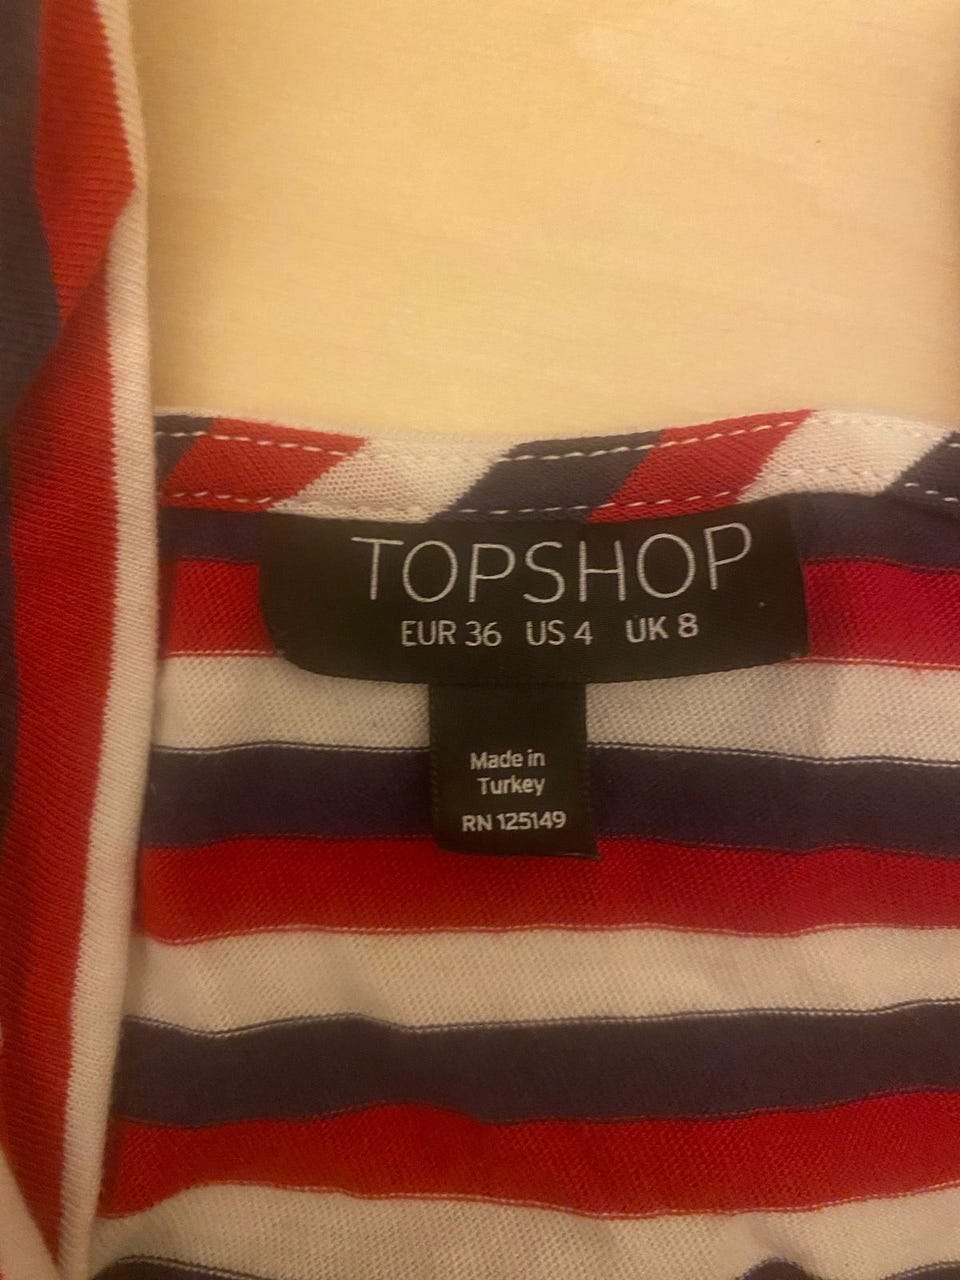 TOPSHOP
EUR 36 US 4 UK 8
Made in
Turkey
RN 125149